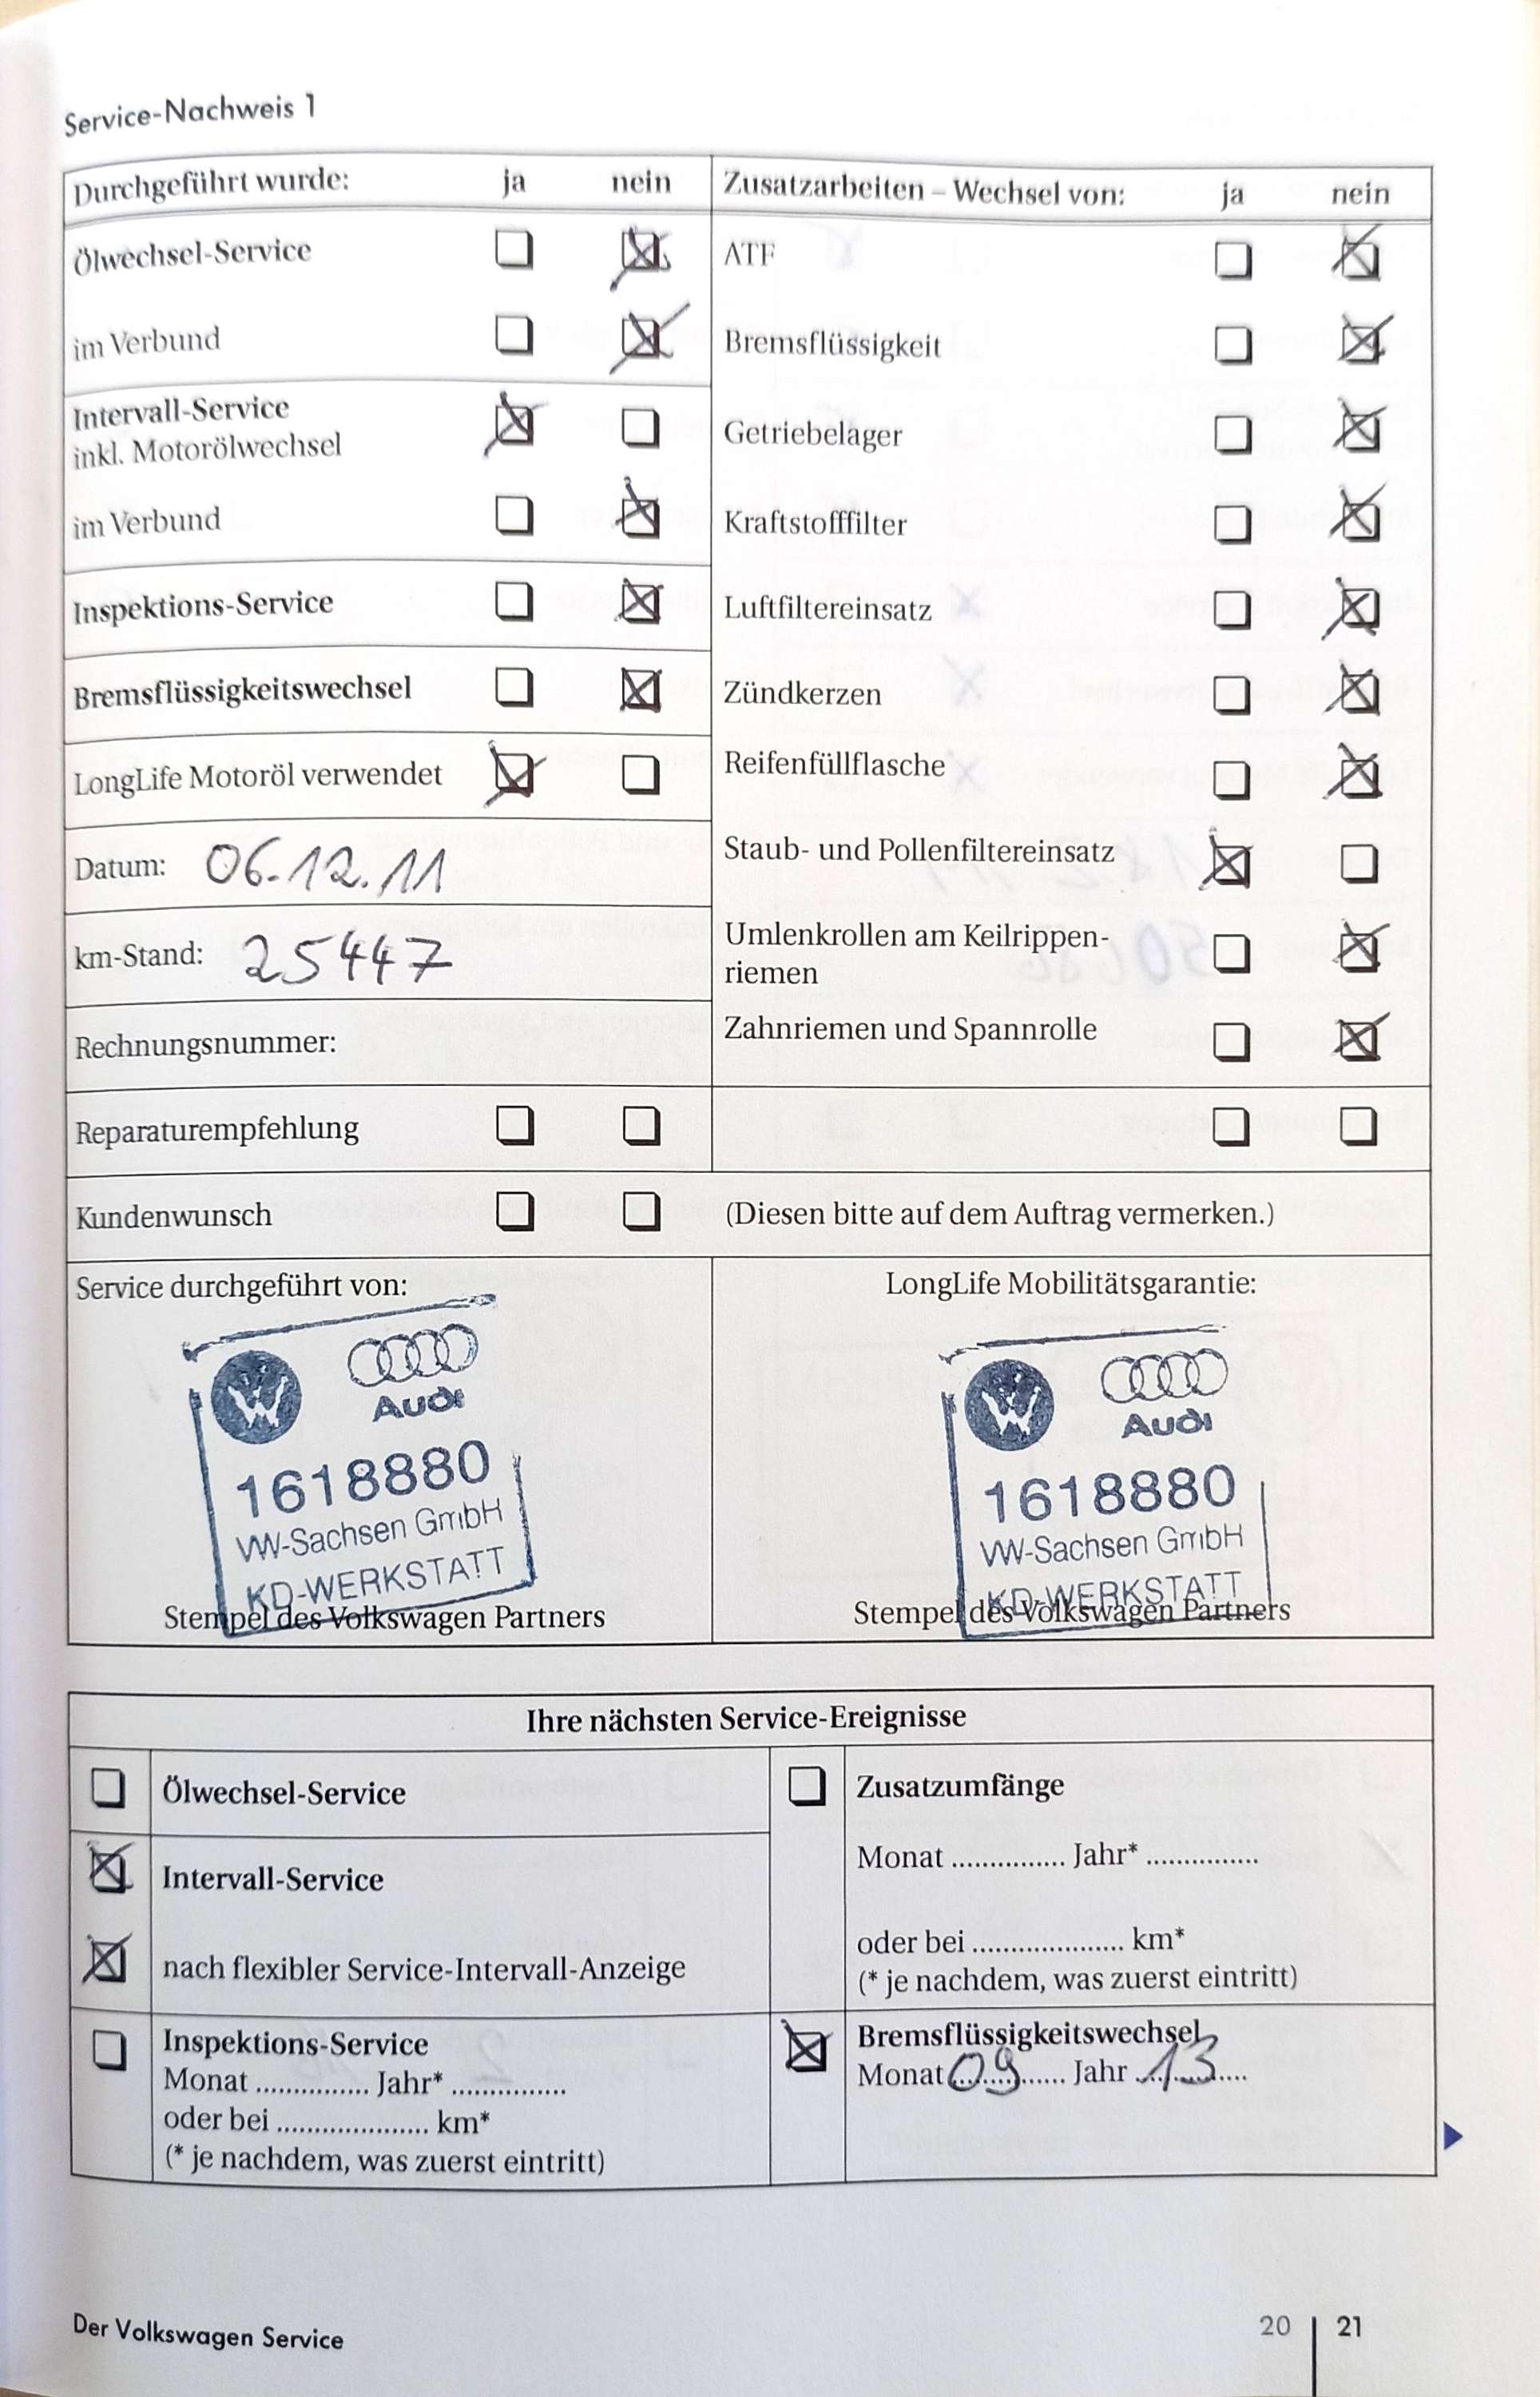 Service-Nachweis 1
Durchgeführt wurde: ja nein
Ölwechsel-Service
im Verbund
Intervall-Service
inkl. Motorölwechsel
im Verbund
Inspektions-Service
Bremsflüssigkeitswechsel
LongLife Motoröl verwendet
Datum: 06.12.11
km-Stand: 25447
Rechnungsnummer:
Reparaturempfehlung
Zusatzarbeiten – Wechsel von: ja nein
ATF
Bremsflüssigkeit
Getriebelager
Kraftstofffilter
Luftfiltereinsatz
Zündkerzen
Reifenfüllflasche
Staub- und Pollenfiltereinsatz
Umlenkrollen am Keilrippen-
riemen
Zahnriemen und Spannrolle
Kundenwunsch (Diesen bitte auf dem Auftrag vermerken.)
Service durchgeführt von:
Audi
1618880
VW-Sachsen GmbH
KD-WERKSTATT
Stempel des Volkswagen Partners
LongLife Mobilitätsgarantie:
Audi
1618880
VW-Sachsen GmbH
KD-WERKSTATT
Stempel des Volkswagen Partners
Ihre nächsten Service-Ereignisse
Ölwechsel-Service
Intervall-Service
nach flexibler Service-Intervall-Anzeige
Inspektions-Service
Monat ............... Jahr* ...............
oder bei .................... km*
(* je nachdem, was zuerst eintritt)
Zusatzumfänge
Monat ............... Jahr* ...............
oder bei .................... km*
(* je nachdem, was zuerst eintritt)
Bremsflüssigkeitswechsel
Monat 09 Jahr 13
Der Volkswagen Service
20 | 21